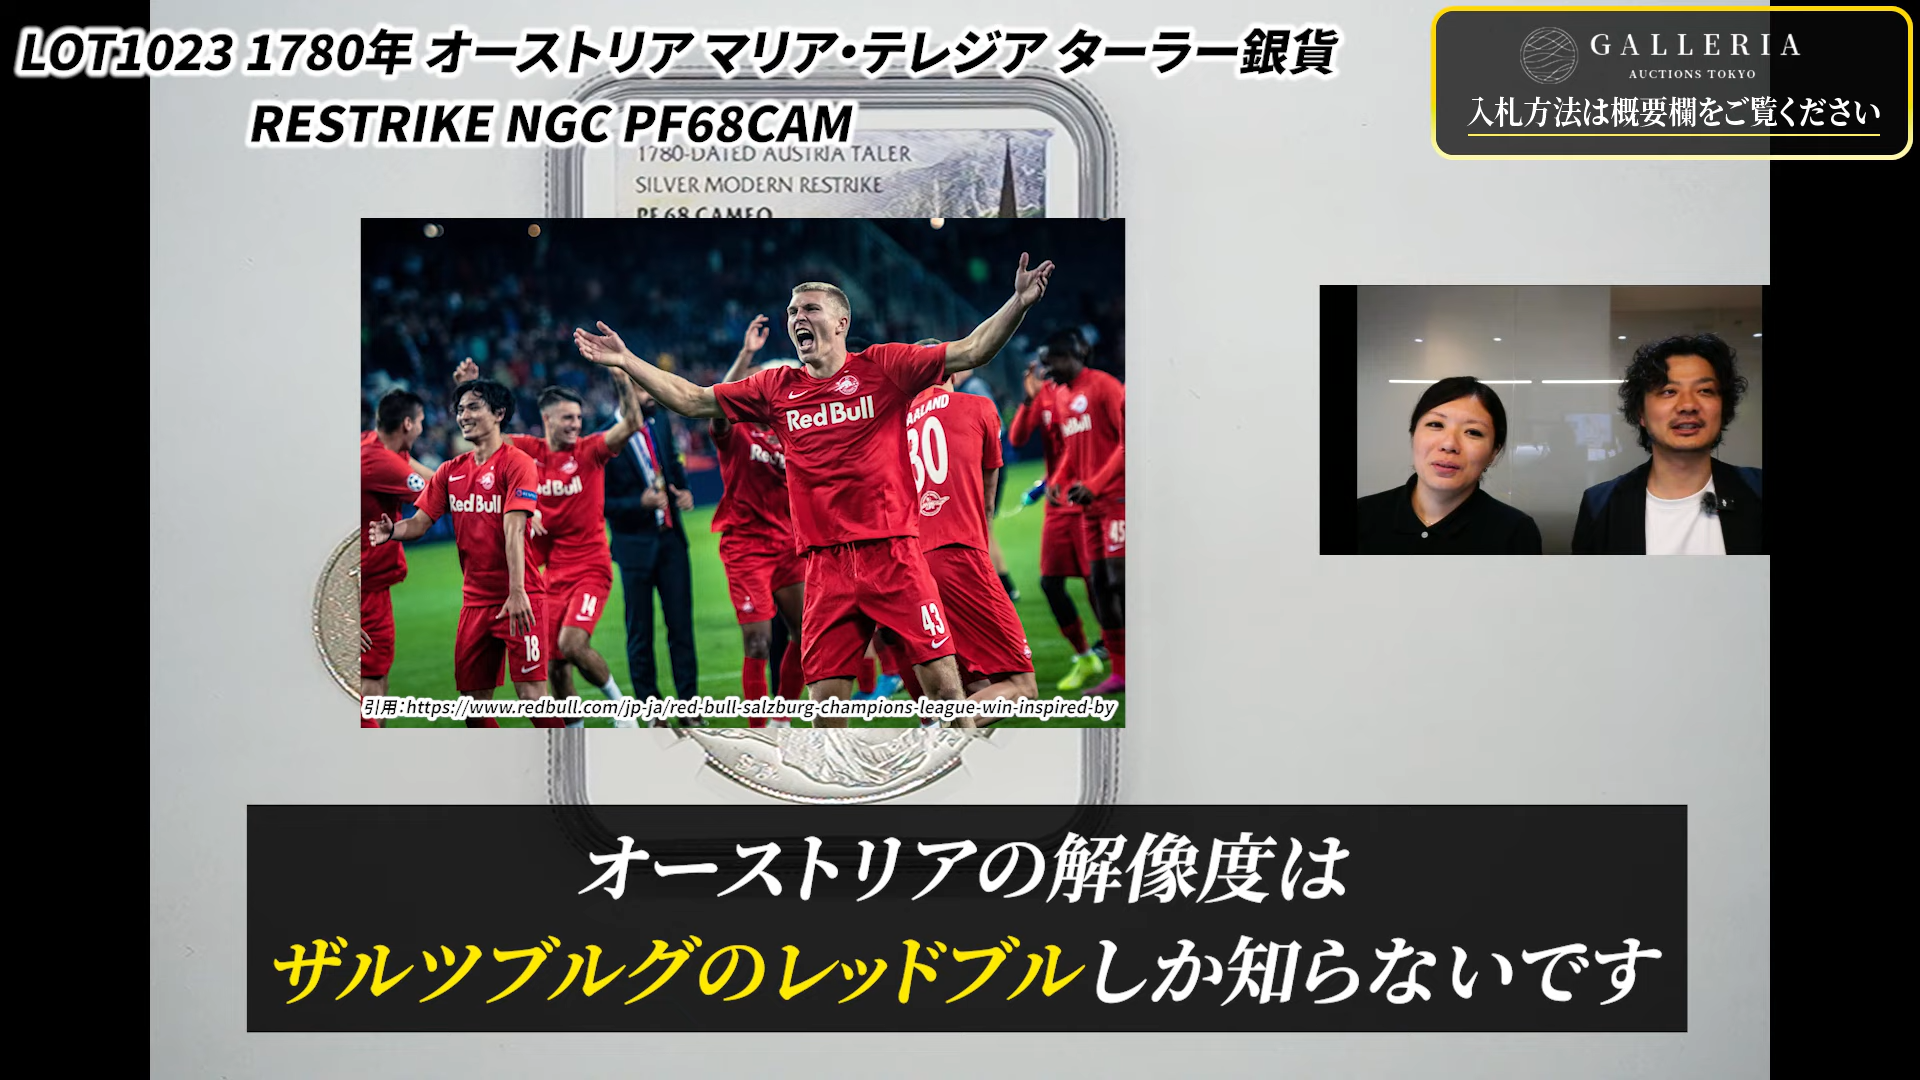 LOT1023 1780年 オーストリア マリア・テレジア ターラー銀貨
RESTRIKE NGC PF68CAM
GALLERIA
AUCTIONS TOKYO
入札方法は概要欄をご覧ください
1780-DATED AUSTRIA TALER
SILVER MODERN RESTRIKE
PF 68 CAMEO
Red Bull
AALAND
30
Red Bull
14
18
43
45
引用:https://www.redbull.com/jp-ja/red-bull-salzburg-champions-league-win-inspired-by
オーストリアの解像度は
ザルツブルグのレッドブルしか知らないです